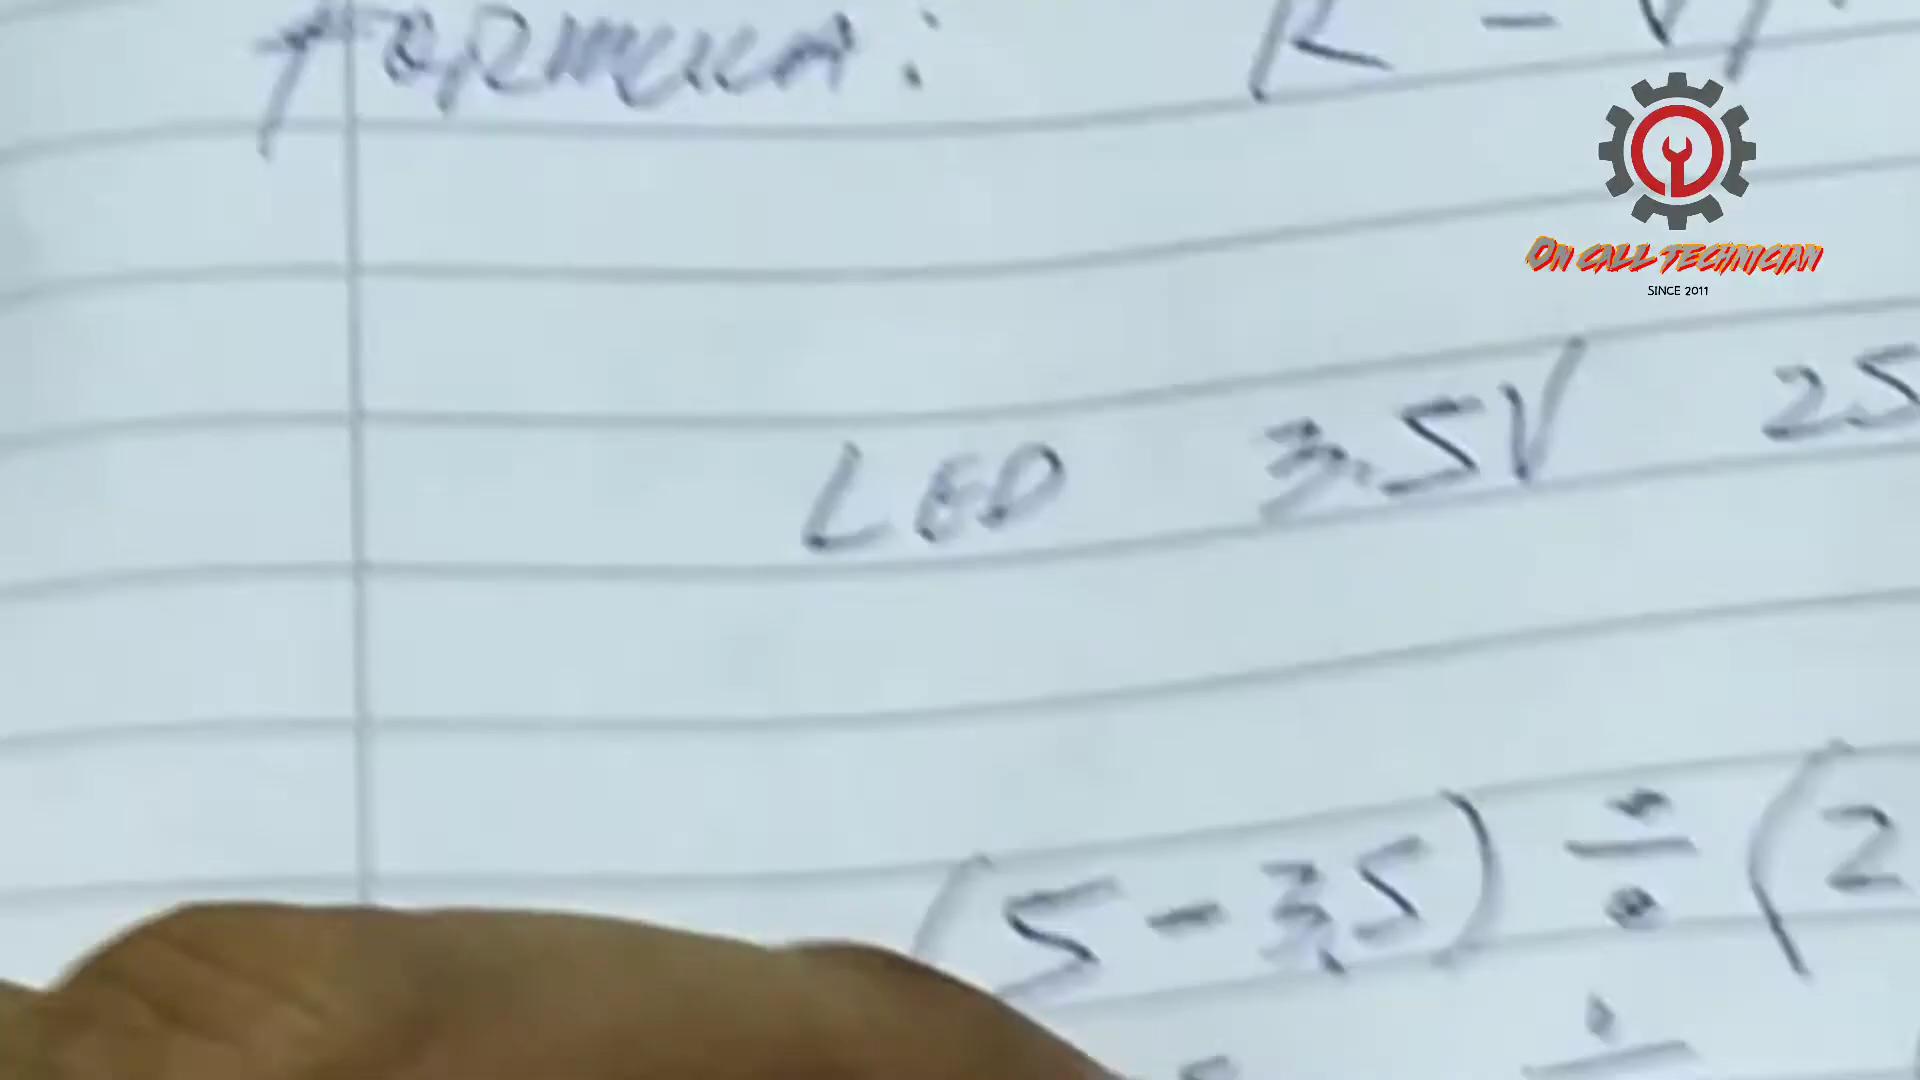 FORMULA: R = V/
ON CALL TECHNICIAN
SINCE 2011
LED 3.5V 25
(5 - 3.5) ÷ (2
÷